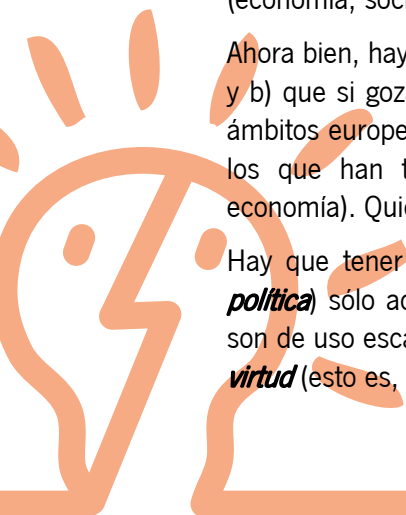 (economía, soci
Ahora bien, hay
y b) que si goz
ámbitos europe
los que han t
economía). Quie
Hay que tener
política) sólo ac
son de uso esca
virtud (esto es,